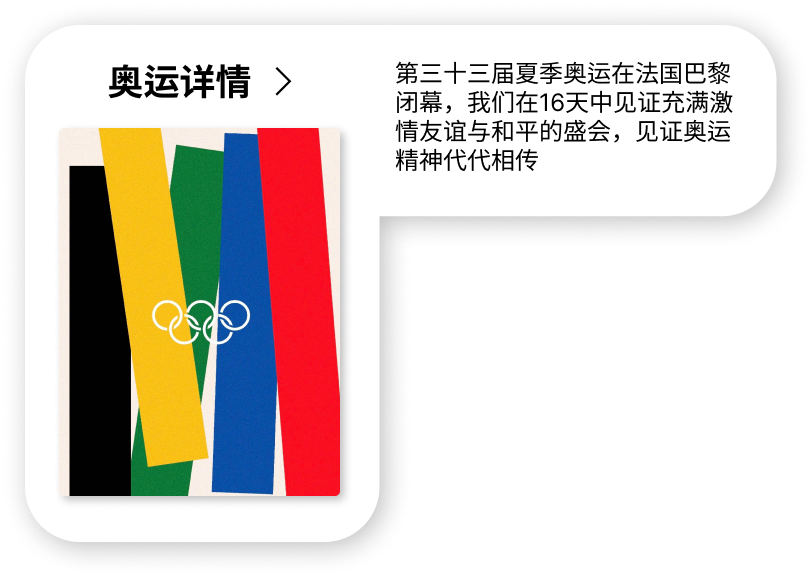 奥运详情
第三十三届夏季奥运在法国巴黎
闭幕，我们在16天中见证充满激
情友谊与和平的盛会，见证奥运
精神代代相传